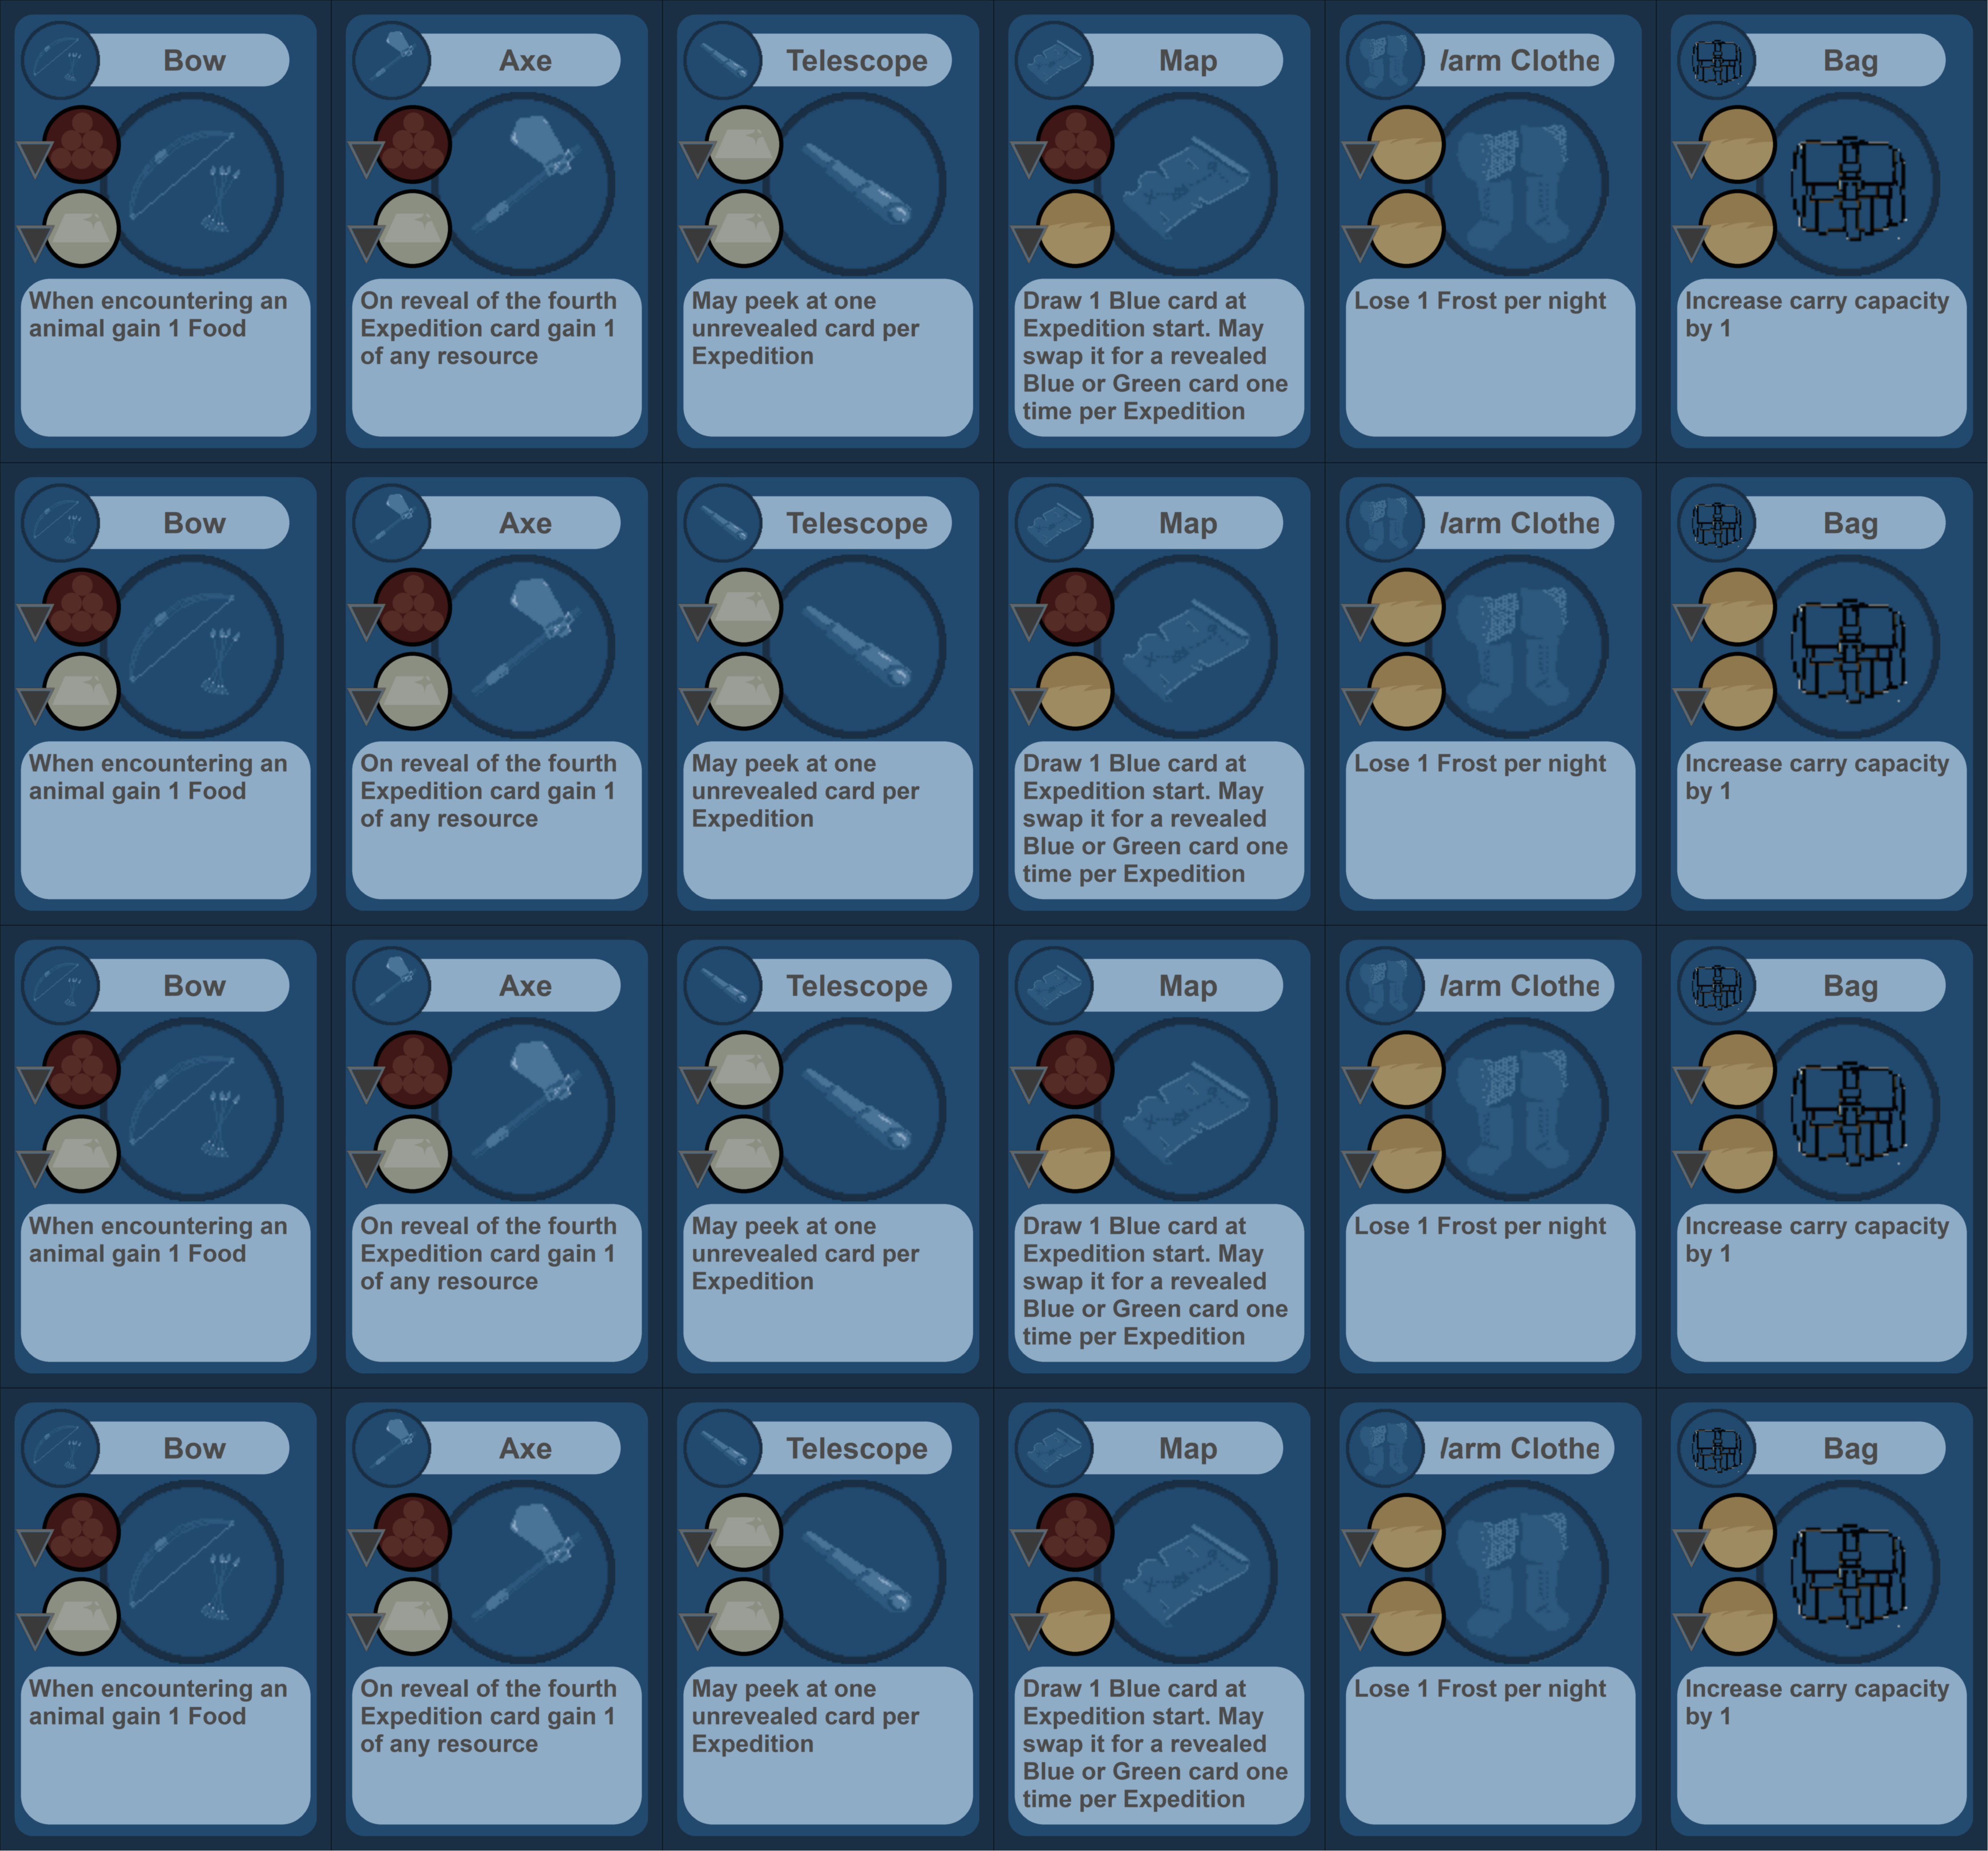 Bow
When encountering an
animal gain 1 Food
Axe
On reveal of the fourth
Expedition card gain 1
of any resource
Telescope
May peek at one
unrevealed card per
Expedition
Map
Draw 1 Blue card at
Expedition start. May
swap it for a revealed
Blue or Green card one
time per Expedition
/arm Clothe
Lose 1 Frost per night
Bag
Increase carry capacity
by 1
Bow
When encountering an
animal gain 1 Food
Axe
On reveal of the fourth
Expedition card gain 1
of any resource
Telescope
May peek at one
unrevealed card per
Expedition
Map
Draw 1 Blue card at
Expedition start. May
swap it for a revealed
Blue or Green card one
time per Expedition
/arm Clothe
Lose 1 Frost per night
Bag
Increase carry capacity
by 1
Bow
When encountering an
animal gain 1 Food
Axe
On reveal of the fourth
Expedition card gain 1
of any resource
Telescope
May peek at one
unrevealed card per
Expedition
Map
Draw 1 Blue card at
Expedition start. May
swap it for a revealed
Blue or Green card one
time per Expedition
/arm Clothe
Lose 1 Frost per night
Bag
Increase carry capacity
by 1
Bow
When encountering an
animal gain 1 Food
Axe
On reveal of the fourth
Expedition card gain 1
of any resource
Telescope
May peek at one
unrevealed card per
Expedition
Map
Draw 1 Blue card at
Expedition start. May
swap it for a revealed
Blue or Green card one
time per Expedition
/arm Clothe
Lose 1 Frost per night
Bag
Increase carry capacity
by 1